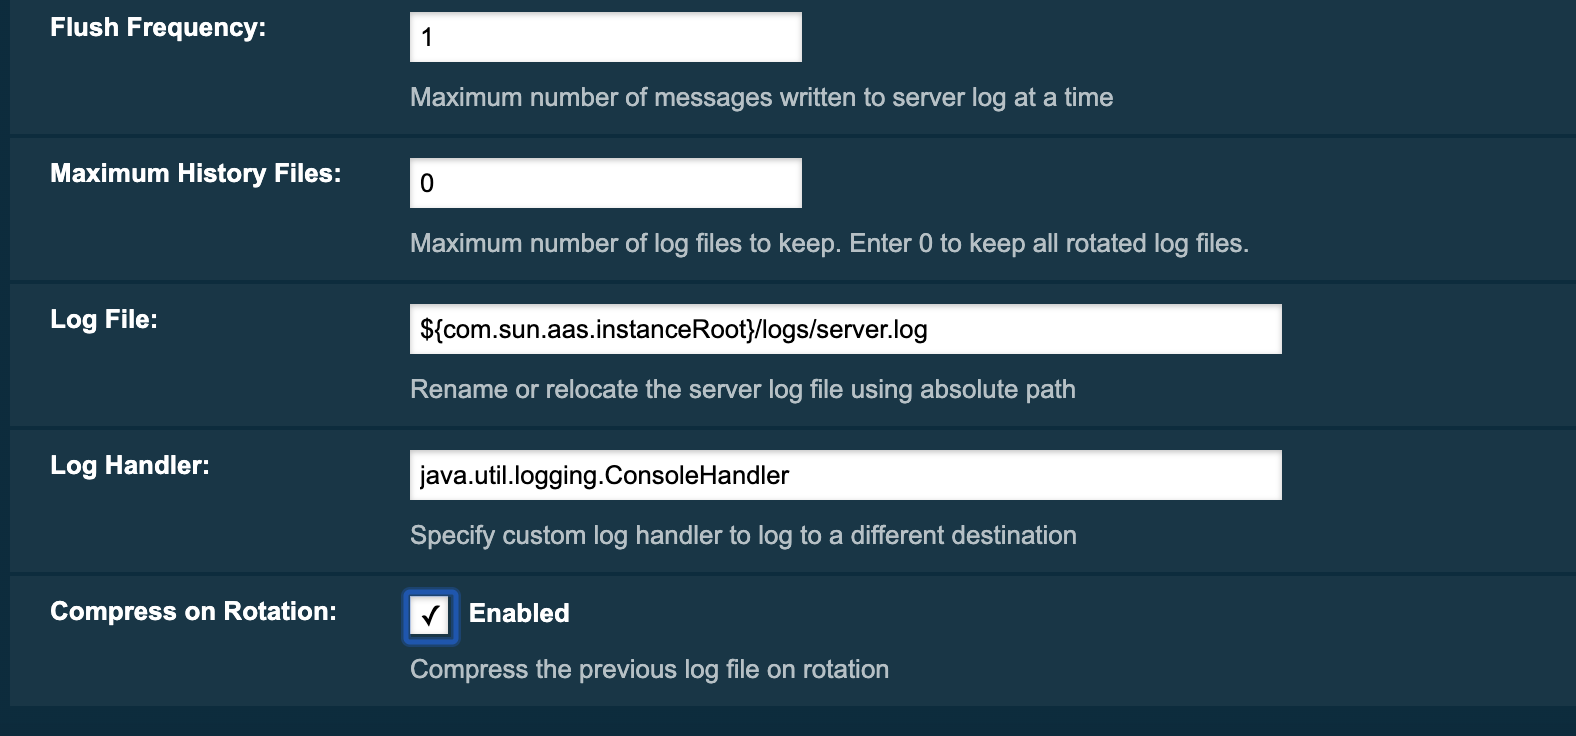 Flush Frequency:
1
Maximum number of messages written to server log at a time
Maximum History Files:
0
Maximum number of log files to keep. Enter 0 to keep all rotated log files.
Log File:
${com.sun.aas.instanceRoot}/logs/server.log
Rename or relocate the server log file using absolute path
Log Handler:
java.util.logging.ConsoleHandler
Specify custom log handler to log to a different destination
Compress on Rotation:
✓ Enabled
Compress the previous log file on rotation